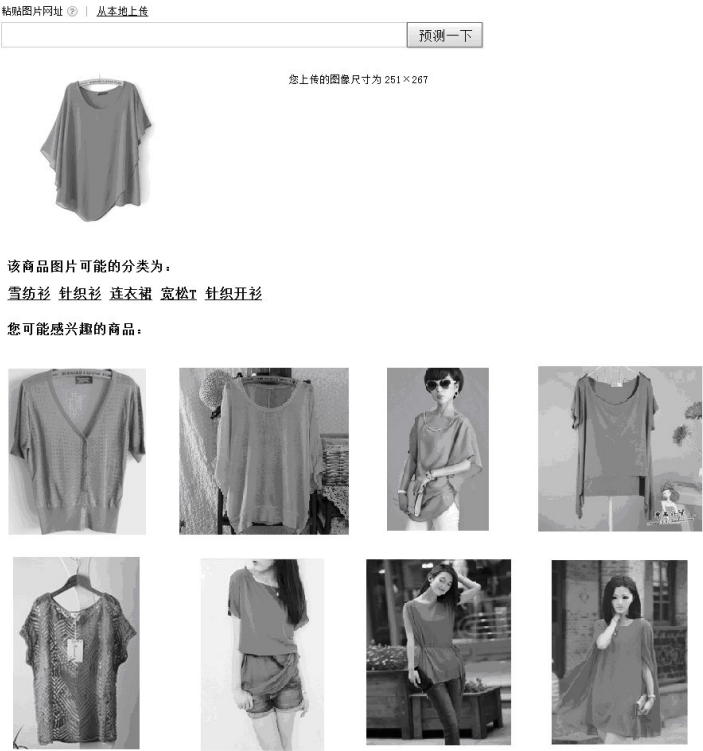 粘贴图片网址 ? | 从本地上传
预测一下
您上传的图像尺寸为 251×267
该商品图片可能的分类为:
雪纺衫 针织衫 连衣裙 宽松T 针织开衫
您可能感兴趣的商品: